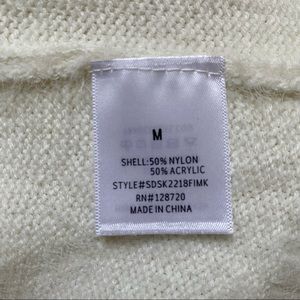 M
SHELL:50% NYLON
50% ACRYLIC
STYLE#SDSK2218FIMK
RN#128720
MADE IN CHINA